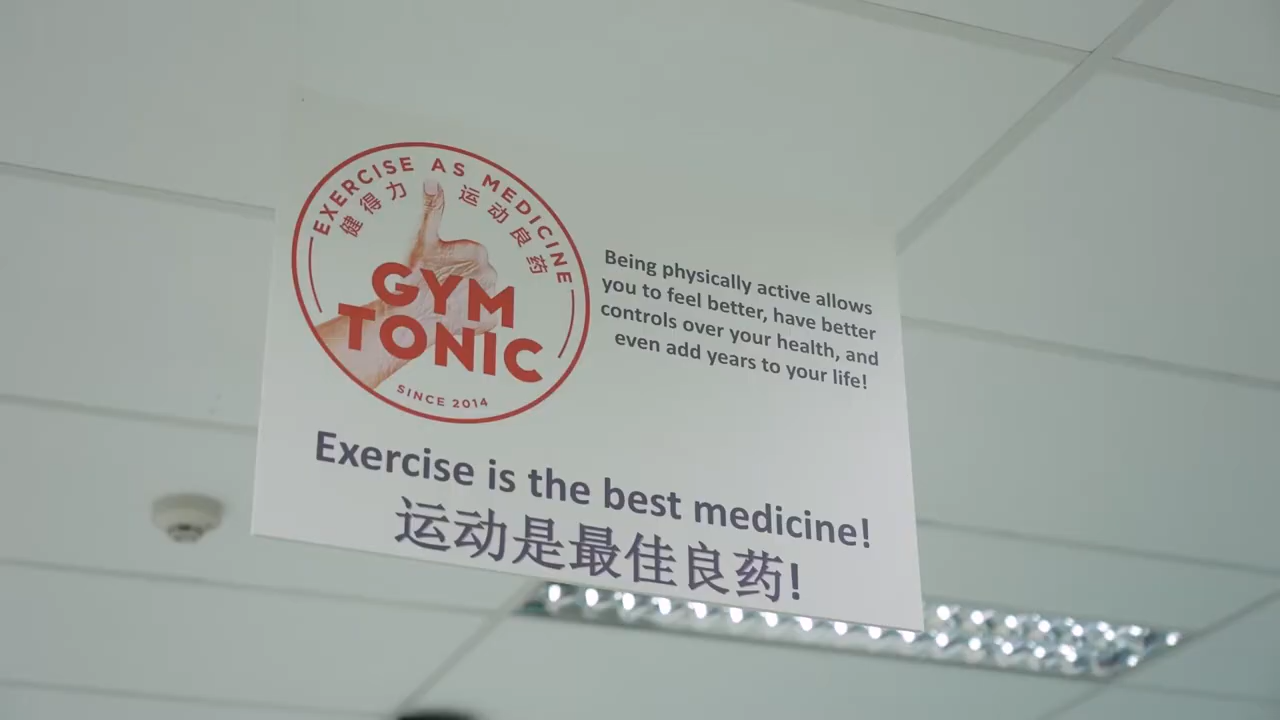 EXERCISE AS MEDICINE
健得力 运动良药
GYM
TONIC
SINCE 2014
Being physically active allows
you to feel better, have better
controls over your health, and
even add years to your life!
Exercise is the best medicine!
运动是最佳良药!